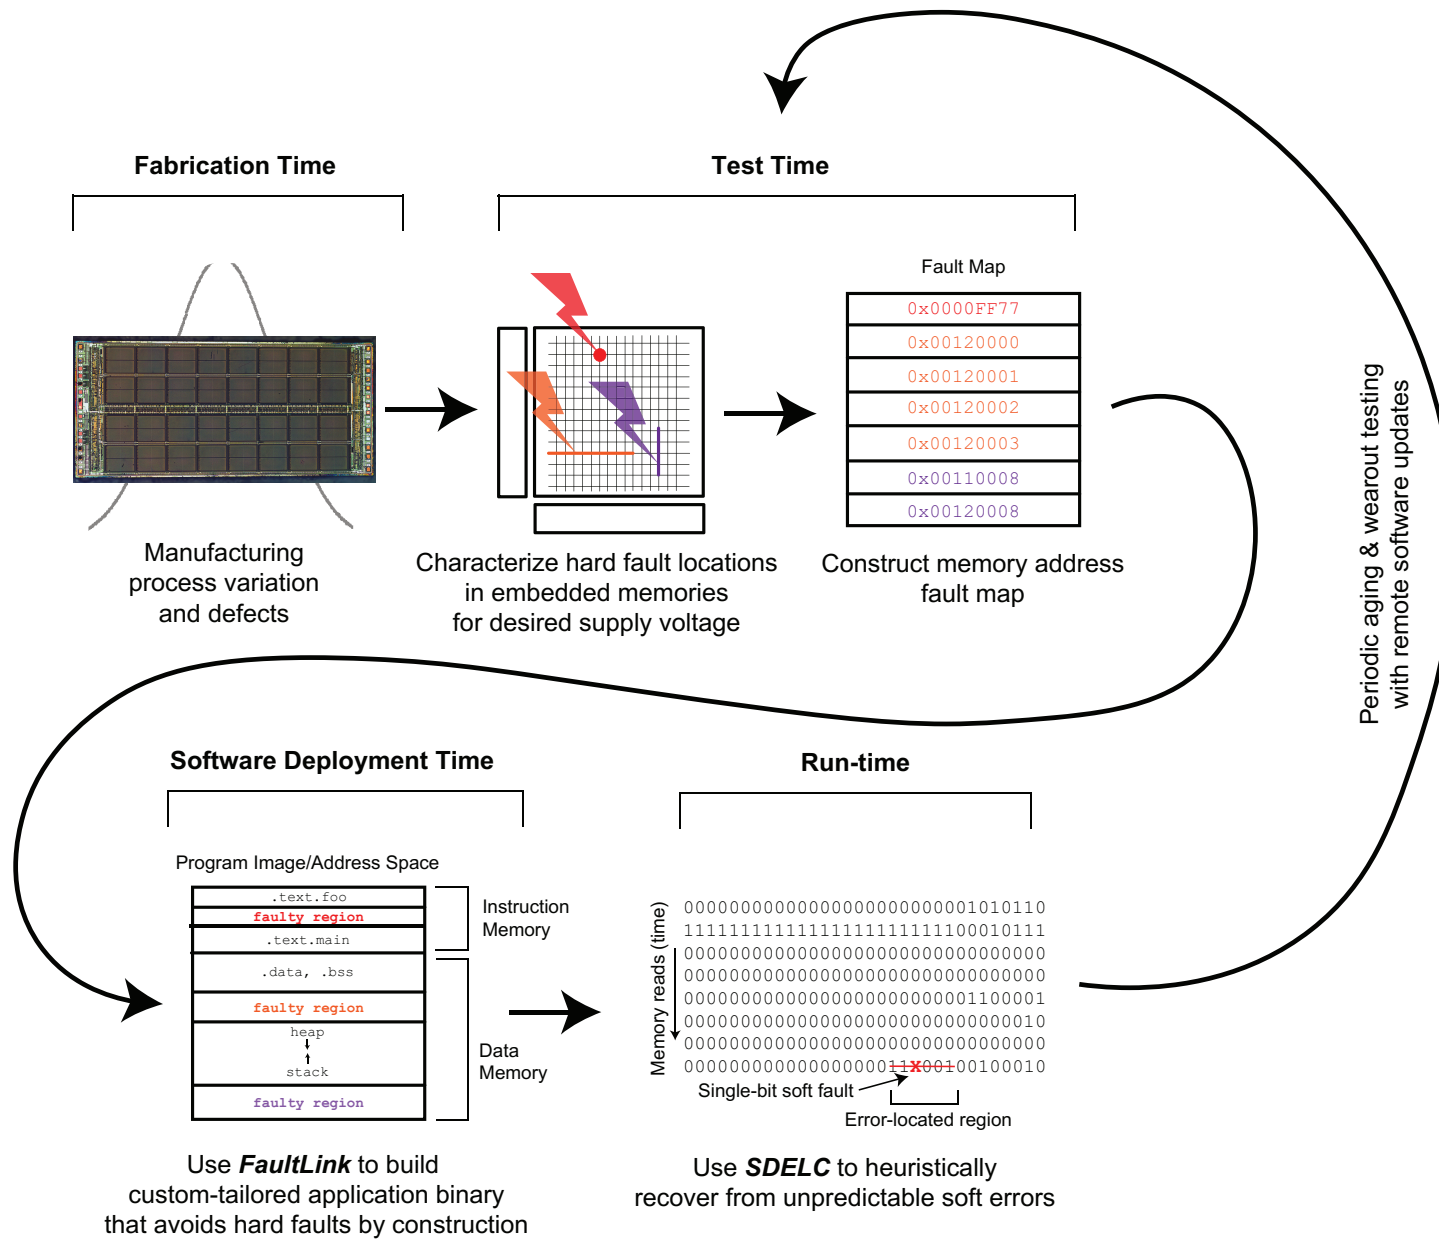 Fabrication Time
Test Time
Fault Map
0x0000FF77
0x00120000
0x00120001
0x00120002
0x00120003
0x00110008
0x00120008
Manufacturing
process variation
and defects
Characterize hard fault locations
in embedded memories
for desired supply voltage
Construct memory address
fault map
Periodic aging & wearout testing
with remote software updates
Software Deployment Time
Run-time
Program Image/Address Space
.text.foo
faulty region
.text.main
.data, .bss
faulty region
heap
stack
faulty region
Instruction
Memory
Data
Memory
Memory reads (time)
00000000000000000000000001010110
11111111111111111111111100010111
00000000000000000000000000000000
00000000000000000000000000000000
00000000000000000000000001100001
00000000000000000000000000000010
00000000000000000000000000000000
00000000000000000011x00100100010
Single-bit soft fault
Error-located region
Use FaultLink to build
custom-tailored application binary
that avoids hard faults by construction
Use SDELC to heuristically
recover from unpredictable soft errors